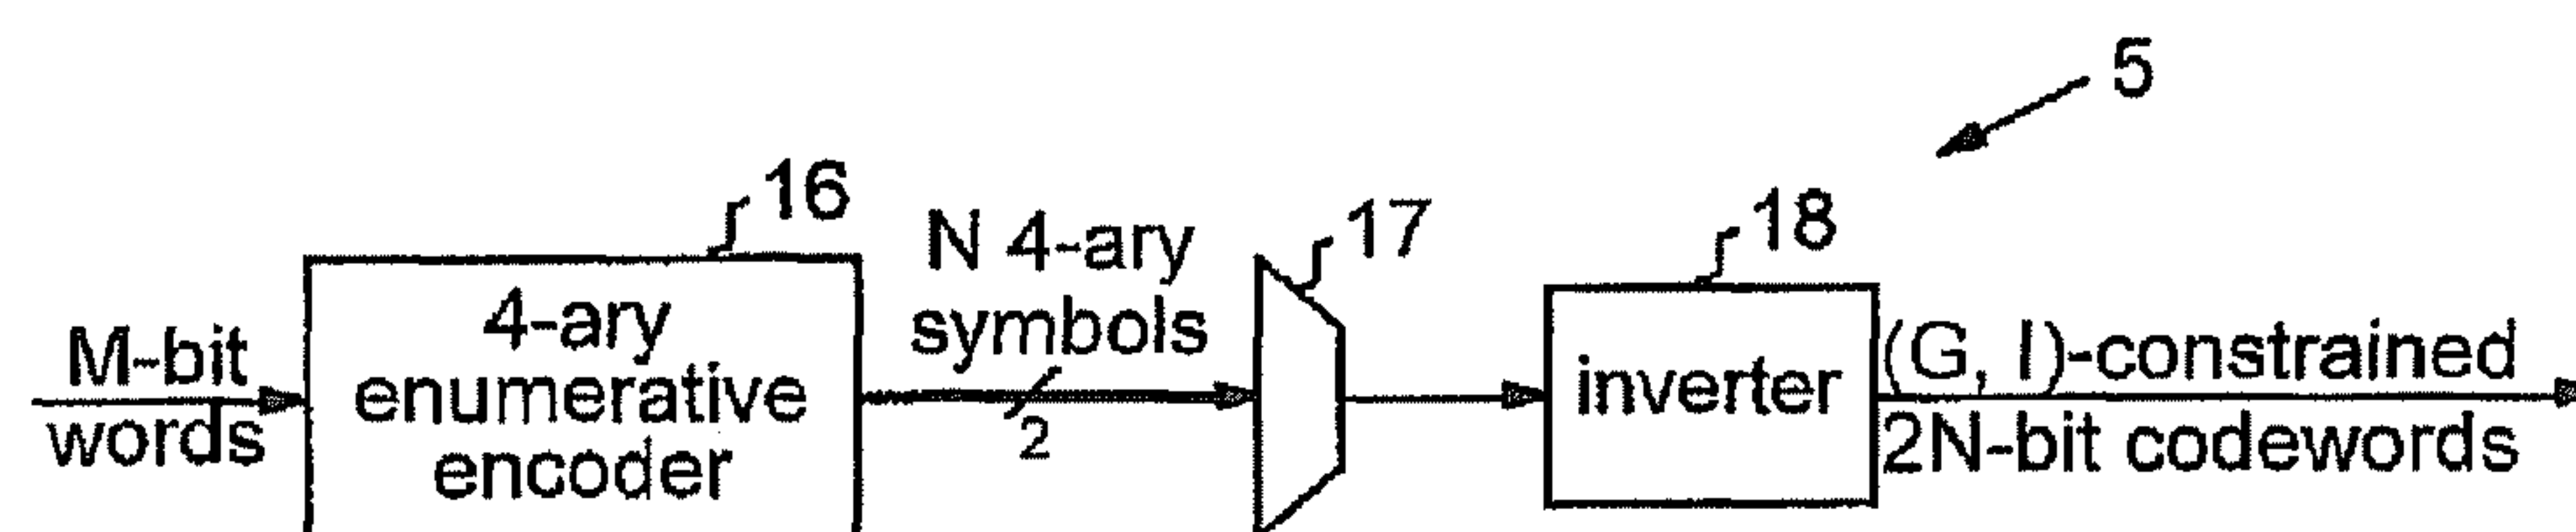 5
16
17
18
M-bit
words
4-ary
enumerative
encoder
N 4-ary
symbols
2
inverter
(G, I)-constrained
2N-bit codewords